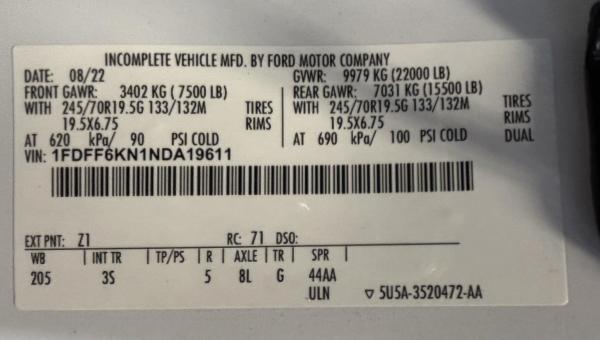 INCOMPLETE VEHICLE MFD. BY FORD MOTOR COMPANY
DATE: 08/22 GVWR: 9979 KG (22000 LB)
FRONT GAWR: 3402 KG (7500 LB) REAR GAWR: 7031 KG (15500 LB)
WITH 245/70R19.5G 133/132M TIRES WITH 245/70R19.5G 133/132M TIRES
19.5X6.75 RIMS 19.5X6.75 RIMS
AT 620 kPa/ 90 PSI COLD AT 690 kPa/ 100 PSI COLD DUAL
VIN: 1FDFF6KN1NDA19611
EXT PNT: Z1 RC: 71 DSO:
WB INT TR TP/PS R AXLE TR SPR
205 3S 5 8L G 44AA
ULN ▽ 5U5A-3520472-AA